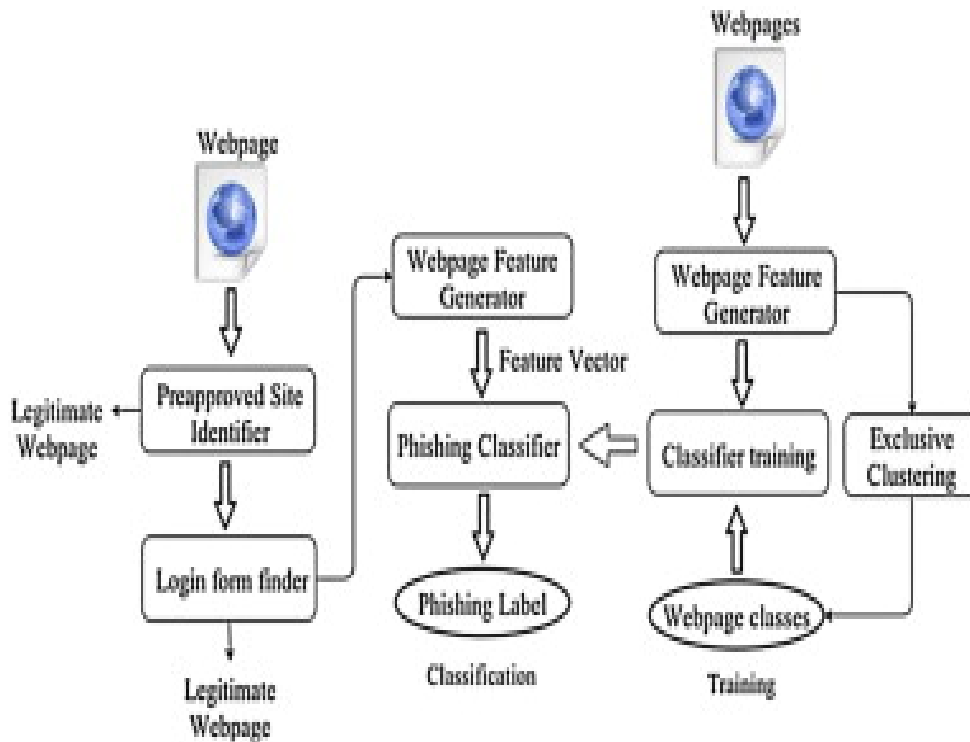 Webpages
Webpage
Webpage Feature
Generator
Webpage Feature
Generator
Feature Vector
Preapproved Site
Identifier
Legitimate
Webpage
Phishing Classifier
Classifier training
Exclusive
Clustering
Login form finder
Phishing Label
Webpage classes
Classification
Training
Legitimate
Webpage